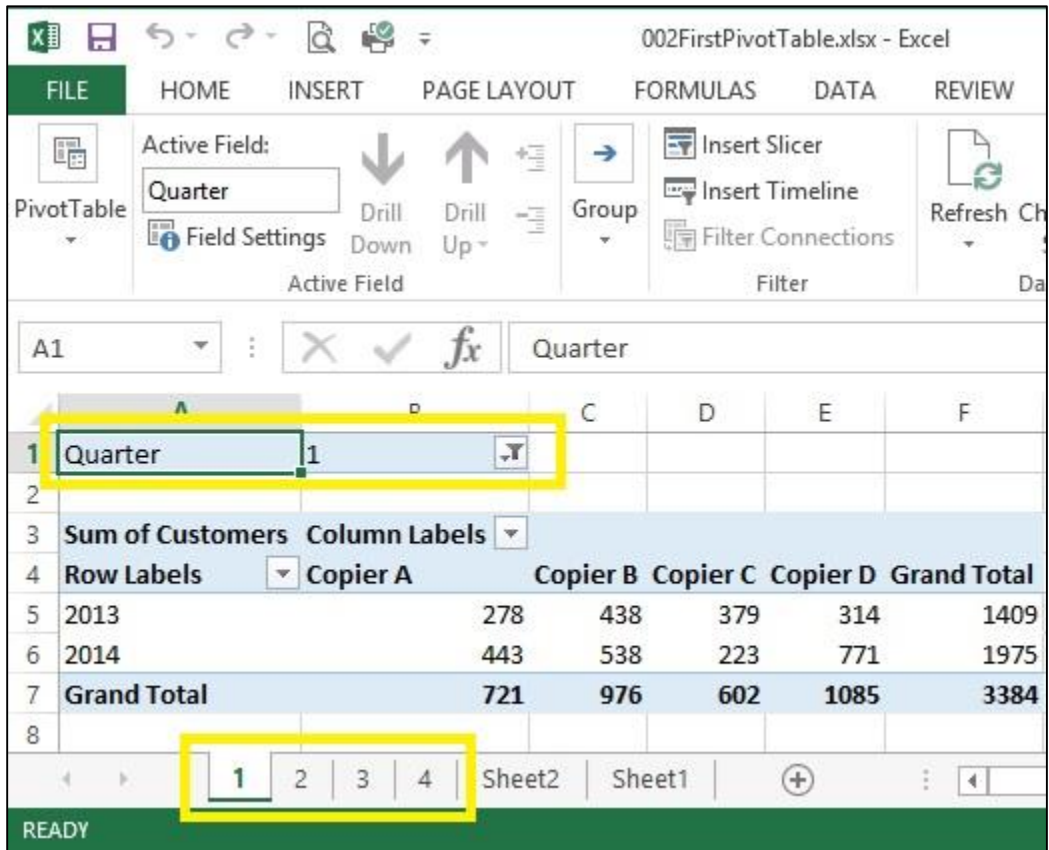 002FirstPivotTable.xlsx - Excel
FILE HOME INSERT PAGE LAYOUT FORMULAS DATA REVIEW
PivotTable
Active Field:
Quarter
Field Settings
Drill Down
Drill Up
Active Field
Group
Insert Slicer
Insert Timeline
Filter Connections
Filter
Refresh Ch
Da
A1 fx Quarter
A C D E F
1 Quarter 1
2
3 Sum of Customers Column Labels
4 Row Labels Copier A Copier B Copier C Copier D Grand Total
5 2013 278 438 379 314 1409
6 2014 443 538 223 771 1975
7 Grand Total 721 976 602 1085 3384
8
1 2 3 4 Sheet2 Sheet1
READY